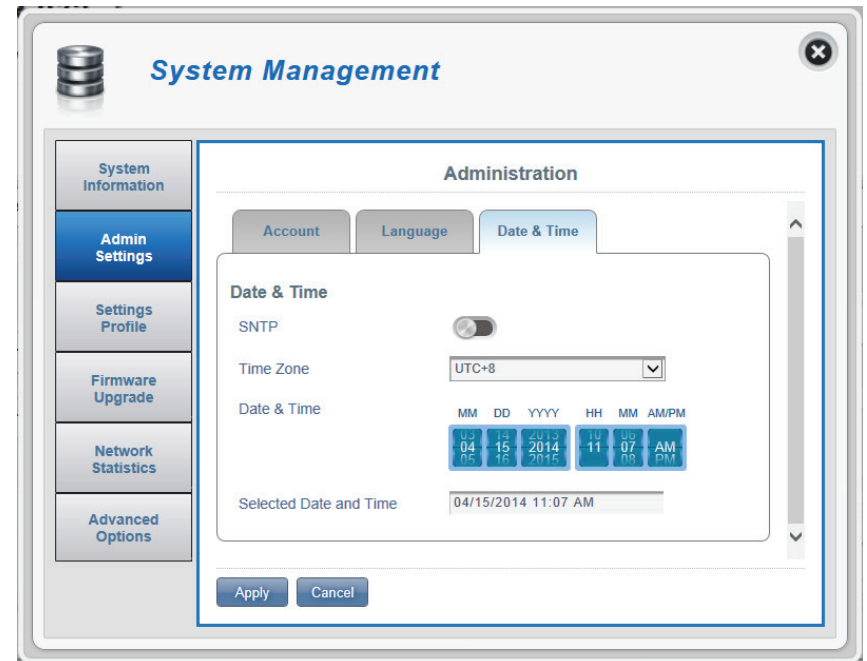 System Management
System
Information
Admin
Settings
Settings
Profile
Firmware
Upgrade
Network
Statistics
Advanced
Options
Administration
Account Language Date & Time
Date & Time
SNTP
Time Zone UTC+8
Date & Time
MM DD YYYY HH MM AM/PM
03 14 2013 10 06
04 15 2014 11 07 AM
05 16 2015 08 PM
Selected Date and Time 04/15/2014 11:07 AM
Apply Cancel